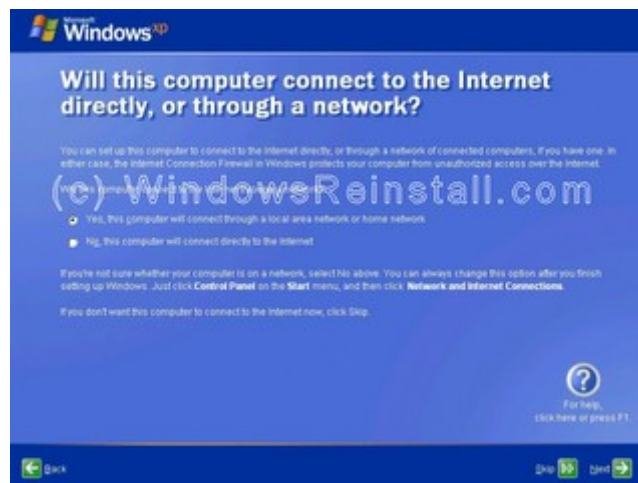 Microsoft
Windows xp
Will this computer connect to the Internet
directly, or through a network?
You can set up this computer to connect to the Internet directly, or through a network of connected computers, if you have one. In
either case, the Internet Connection Firewall in Windows protects your computer from unauthorized access over the Internet.
(c) WindowsReinstall.com
Yes, this computer will connect through a local area network or home network
No, this computer will connect directly to the Internet
If you're not sure whether your computer is on a network, select No above. You can always change this option after you finish
setting up Windows. Just click Control Panel on the Start menu, and then click Network and Internet Connections.
If you don't want this computer to connect to the Internet now, click Skip.
?
For help,
click here or press F1.
Back
Skip
Next